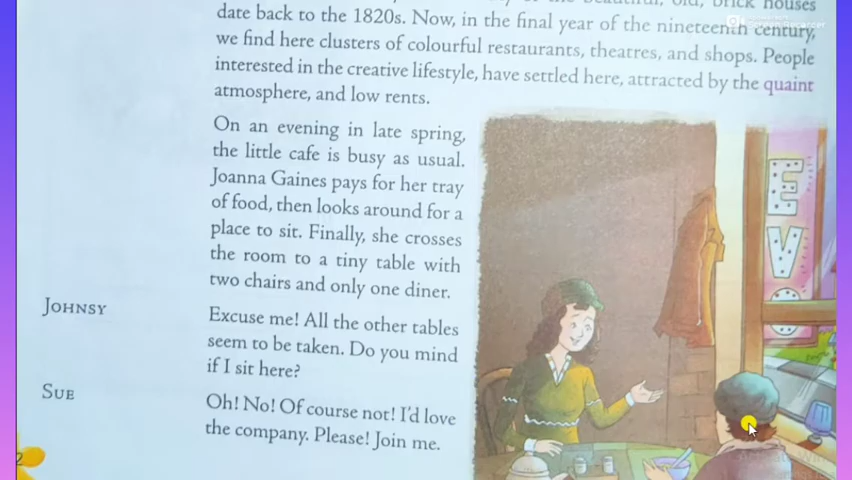 beautiful, old, brick houses
date back to the 1820s. Now, in the final year of the nineteenth century,
we find here clusters of colourful restaurants, theatres, and shops. People
interested in the creative lifestyle, have settled here, attracted by the quaint
atmosphere, and low rents.
On an evening in late spring,
the little cafe is busy as usual.
Joanna Gaines pays for her tray
of food, then looks around for a
place to sit. Finally, she crosses
the room to a tiny table with
two chairs and only one diner.
JOHNSY
Excuse me! All the other tables
seem to be taken. Do you mind
if I sit here?
SUE
Oh! No! Of course not! I'd love
the company. Please! Join me.
2
E
V
O